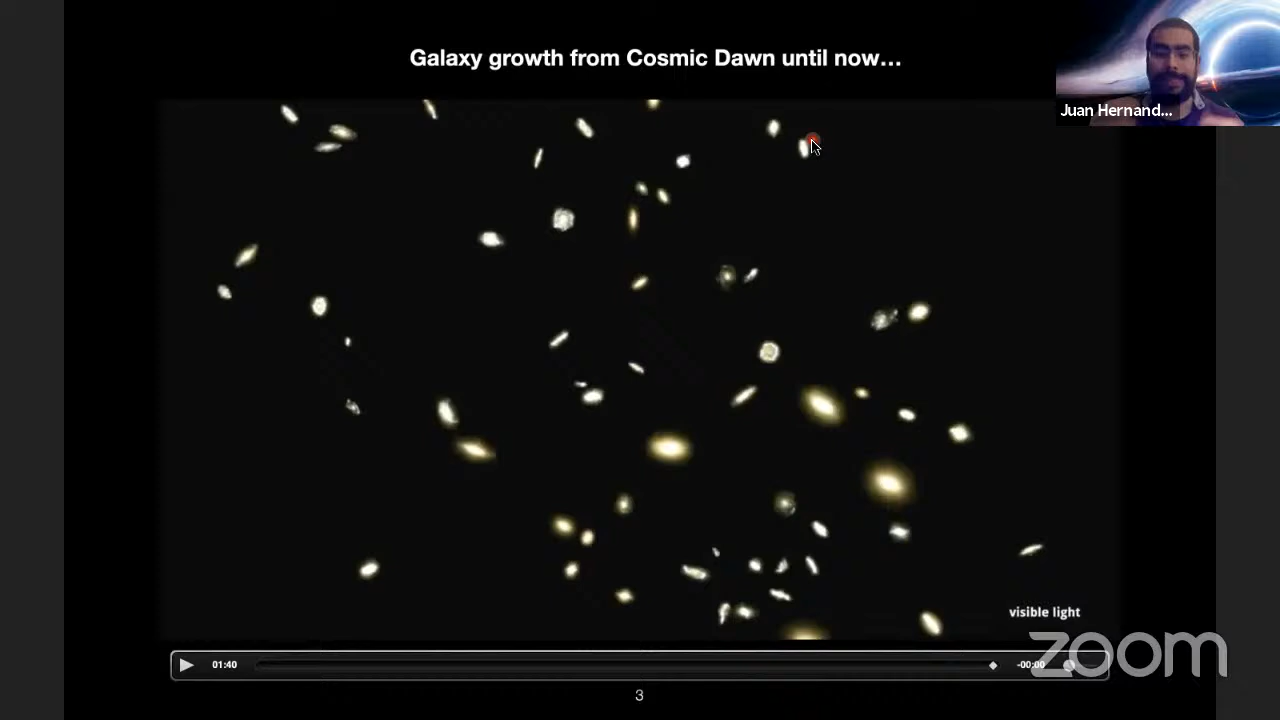 Galaxy growth from Cosmic Dawn until now...
Juan Hernand...
visible light
zoom
01:40
-00:00
3